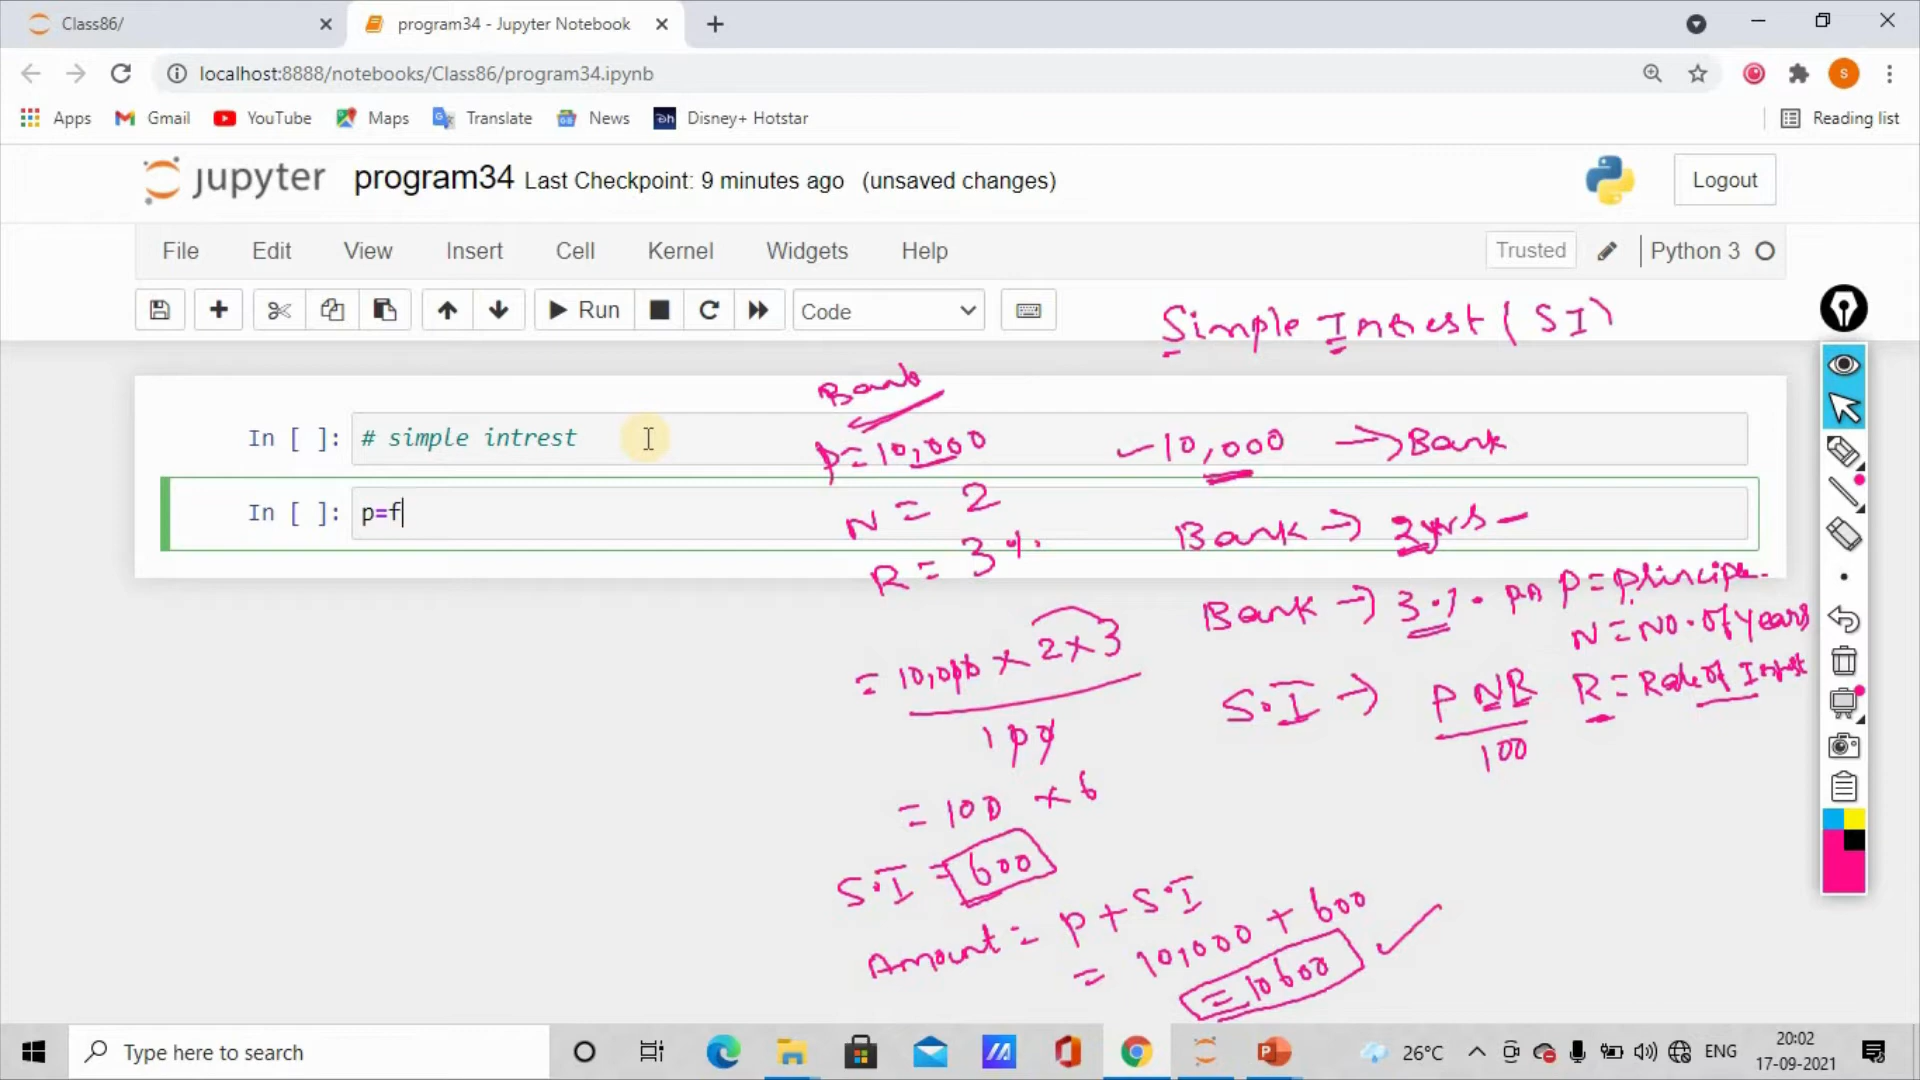 Class86/
program34 - Jupyter Notebook
localhost:8888/notebooks/Class86/program34.ipynb
S
Apps Gmail YouTube Maps Translate News Disney+ Hotstar Reading list
jupyter program34 Last Checkpoint: 9 minutes ago (unsaved changes) Logout
File Edit View Insert Cell Kernel Widgets Help Trusted Python 3
Run Code
Simple Intrest (SI)
Bank
In [ ]: # simple intrest
P=10,000
10,000 → Bank
In [ ]: p=f
N = 2
Bank → 2yrs
R = 3%
Bank → 3% PA
P = principle.
N = No. of Years
= 10,000 x 2 x 3
100
S.I → PNR
100
R = Rate of Intrest
= 100 x 6
S.I = 600
Amount = P + S.I
= 10,000 + 600
= 10600
Type here to search
26°C ENG 20:02
17-09-2021